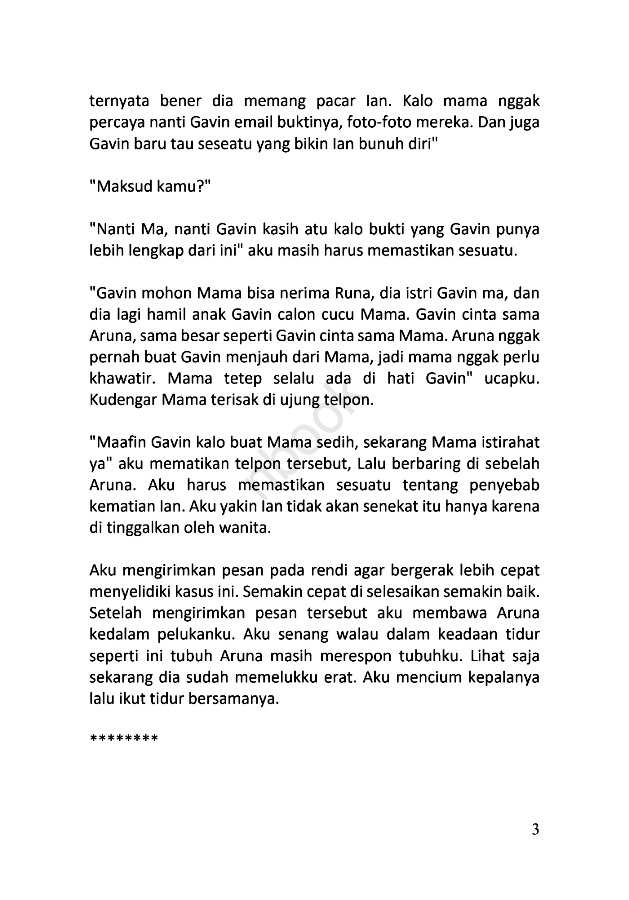 ternyata bener dia memang pacar Ian. Kalo mama nggak
percaya nanti Gavin email buktinya, foto-foto mereka. Dan juga
Gavin baru tau seseatu yang bikin Ian bunuh diri"
"Maksud kamu?"
"Nanti Ma, nanti Gavin kasih atu kalo bukti yang Gavin punya
lebih lengkap dari ini" aku masih harus memastikan sesuatu.
"Gavin mohon Mama bisa nerima Runa, dia istri Gavin ma, dan
dia lagi hamil anak Gavin calon cucu Mama. Gavin cinta sama
Aruna, sama besar seperti Gavin cinta sama Mama. Aruna nggak
pernah buat Gavin menjauh dari Mama, jadi mama nggak perlu
khawatir. Mama tetep selalu ada di hati Gavin" ucapku.
Kudengar Mama terisak di ujung telpon.
"Maafin Gavin kalo buat Mama sedih, sekarang Mama istirahat
ya" aku mematikan telpon tersebut, Lalu berbaring di sebelah
Aruna. Aku harus memastikan sesuatu tentang penyebab
kematian Ian. Aku yakin Ian tidak akan senekat itu hanya karena
di tinggalkan oleh wanita.
Aku mengirimkan pesan pada rendi agar bergerak lebih cepat
menyelidiki kasus ini. Semakin cepat di selesaikan semakin baik.
Setelah mengirimkan pesan tersebut aku membawa Aruna
kedalam pelukanku. Aku senang walau dalam keadaan tidur
seperti ini tubuh Aruna masih merespon tubuhku. Lihat saja
sekarang dia sudah memelukku erat. Aku mencium kepalanya
lalu ikut tidur bersamanya.
********
3